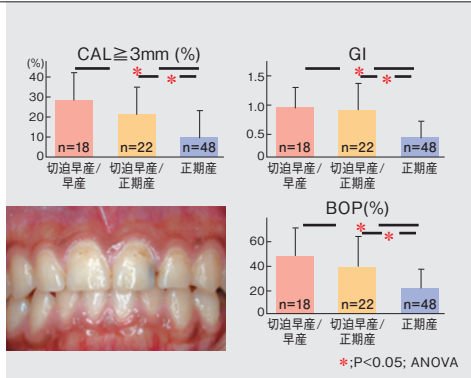 CAL≧3mm (%)
(%)
40
30
20
10
0
n=18
n=22
n=48
切迫早産/
早産
切迫早産/
正期産
正期産
*
*
GI
1.5
1.0
0.5
0
n=18
n=22
n=48
切迫早産/
早産
切迫早産/
正期産
正期産
*
*
BOP(%)
60
40
20
0
n=18
n=22
n=48
切迫早産/
早産
切迫早産/
正期産
正期産
*
*
*;P<0.05; ANOVA